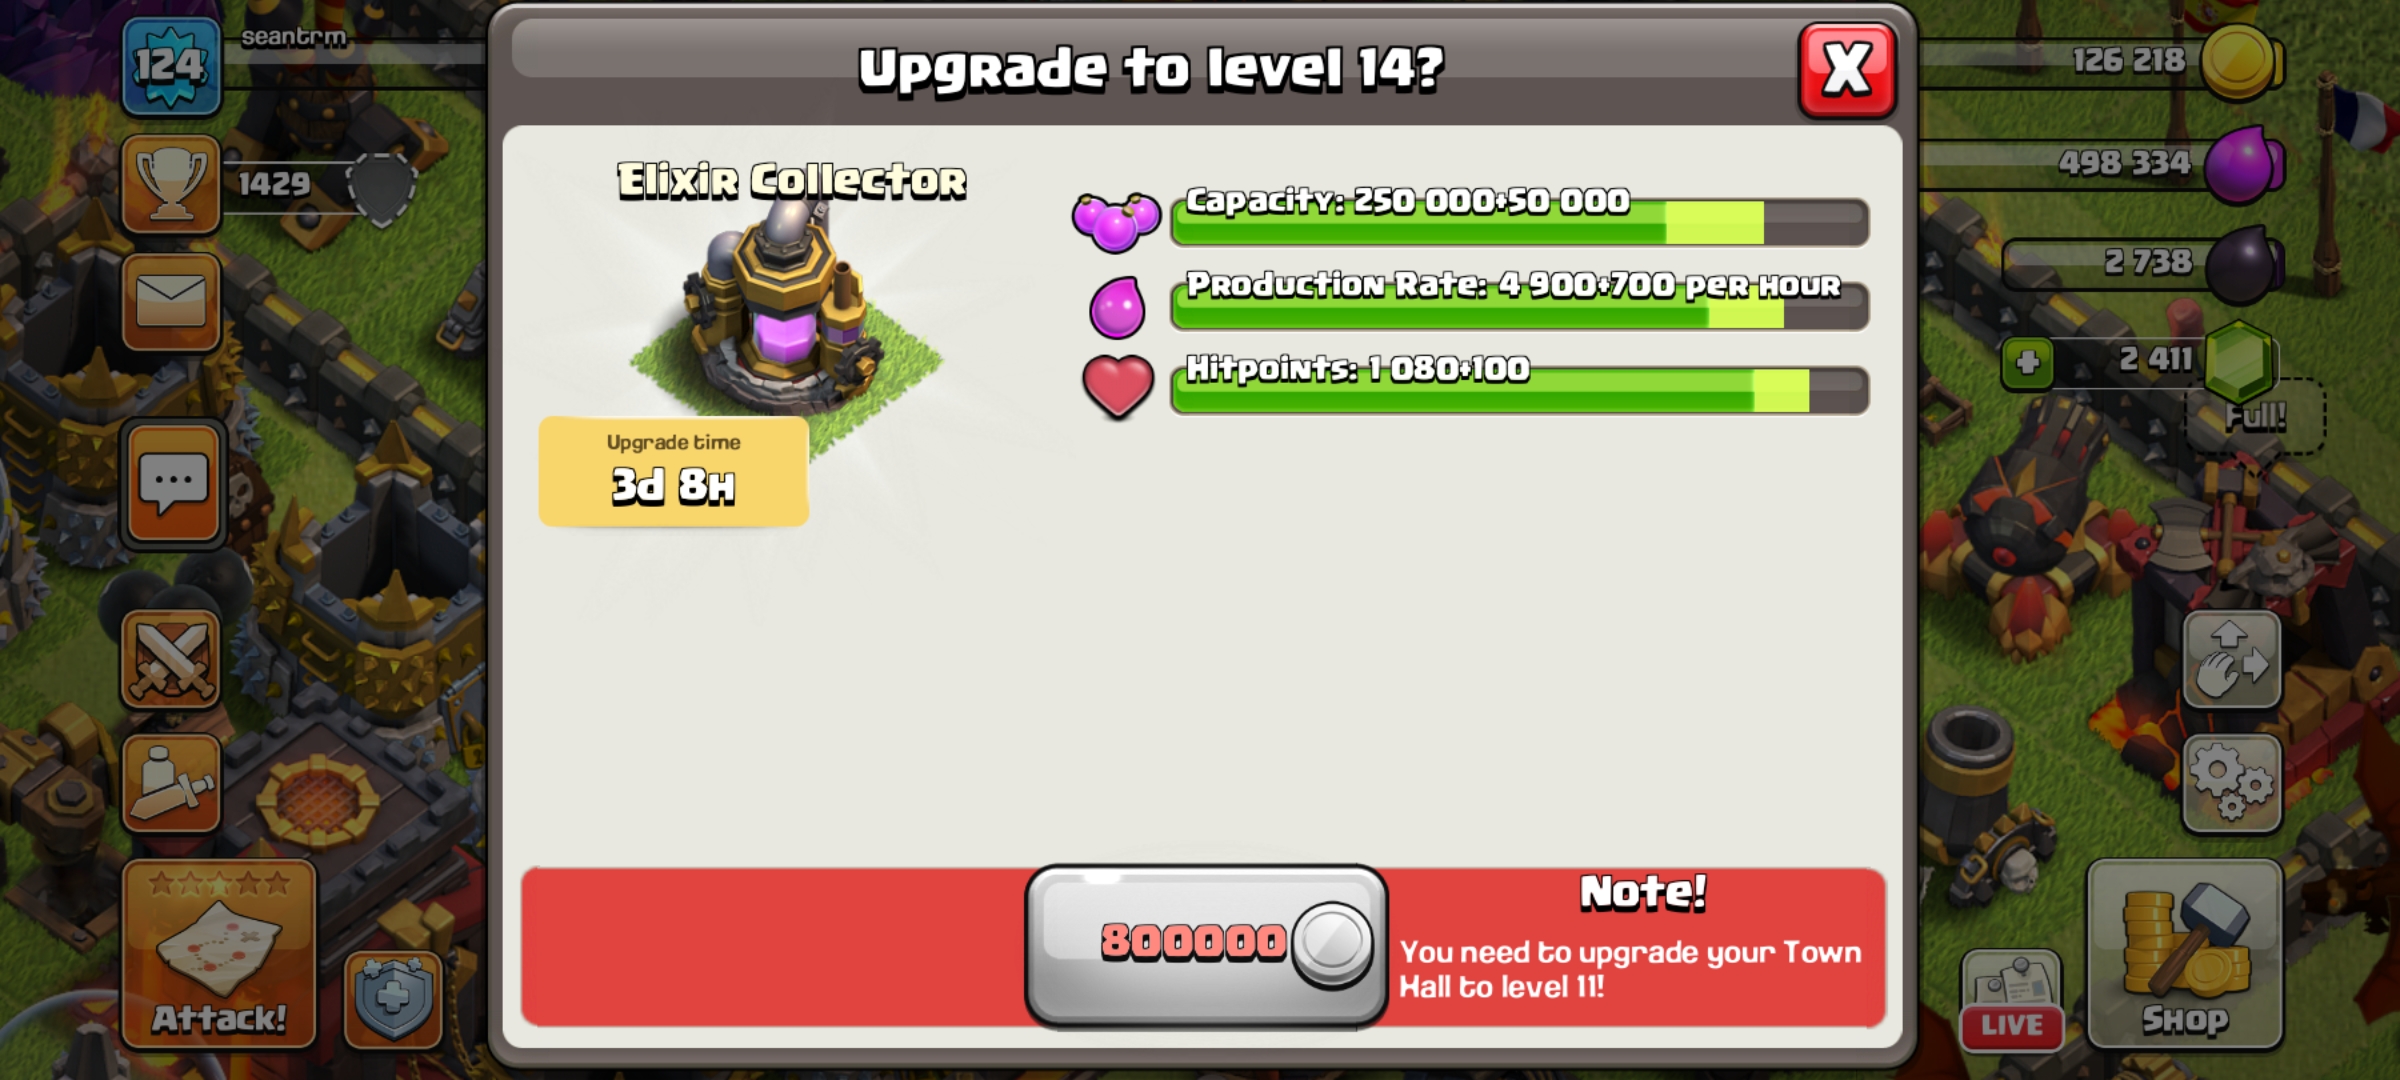 124
seantrm
1429
Attack!
Upgrade to level 14?
X
Elixir Collector
Upgrade time
3d 8H
Capacity: 250 000+50 000
Production Rate: 4 900+700 per hour
Hitpoints: 1 080+100
800000
Note!
You need to upgrade your Town
Hall to level 11!
126 218
498 334
2 738
2 411
Full!
LIVE
Shop